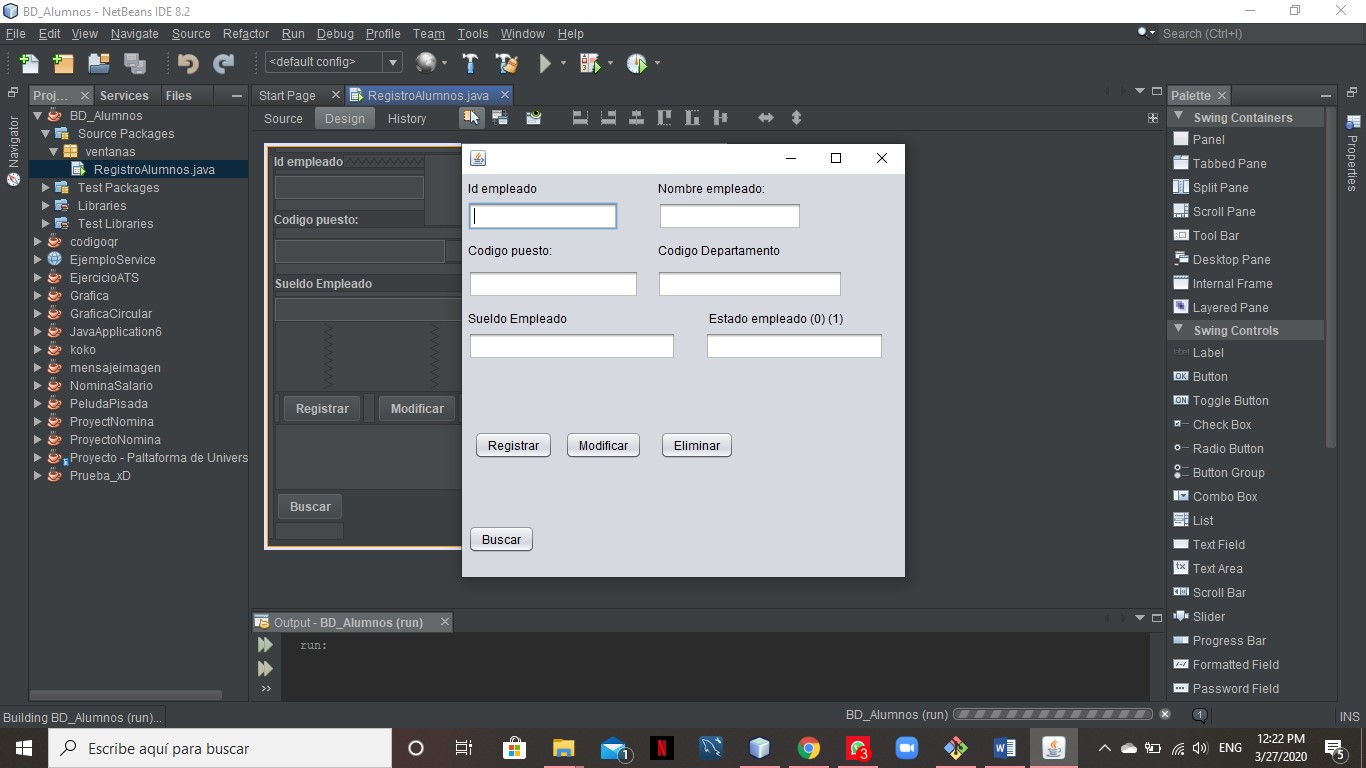 BD_Alumnos - NetBeans IDE 8.2
File Edit View Navigate Source Refactor Run Debug Profile Team Tools Window Help
Search (Ctrl+I)
<default config>
Proj... Services Files
Start Page RegistroAlumnos.java
Palette
Source Design History
Navigator
Properties
BD_Alumnos
Source Packages
ventanas
RegistroAlumnos.java
Test Packages
Libraries
Test Libraries
codigoqr
EjemploService
EjercicioATS
Grafica
GraficaCircular
JavaApplication6
koko
mensajeimagen
NominaSalario
PeludaPisada
ProyectNomina
ProyectoNomina
Proyecto - Paltaforma de Univers
Prueba_xD
Id empleado
Codigo puesto:
Sueldo Empleado
Registrar Modificar
Buscar
Id empleado Nombre empleado:
Codigo puesto: Codigo Departamento
Sueldo Empleado Estado empleado (0) (1)
Registrar Modificar Eliminar
Buscar
Swing Containers
Panel
Tabbed Pane
Split Pane
Scroll Pane
Tool Bar
Desktop Pane
Internal Frame
Layered Pane
Swing Controls
Label
Button
Toggle Button
Check Box
Radio Button
Button Group
Combo Box
List
Text Field
Text Area
Scroll Bar
Slider
Progress Bar
Formatted Field
Password Field
Output - BD_Alumnos (run)
run:
Building BD_Alumnos (run)...
BD_Alumnos (run)
1
INS
Escribe aquí para buscar
1
3
ENG
12:22 PM
3/27/2020
5